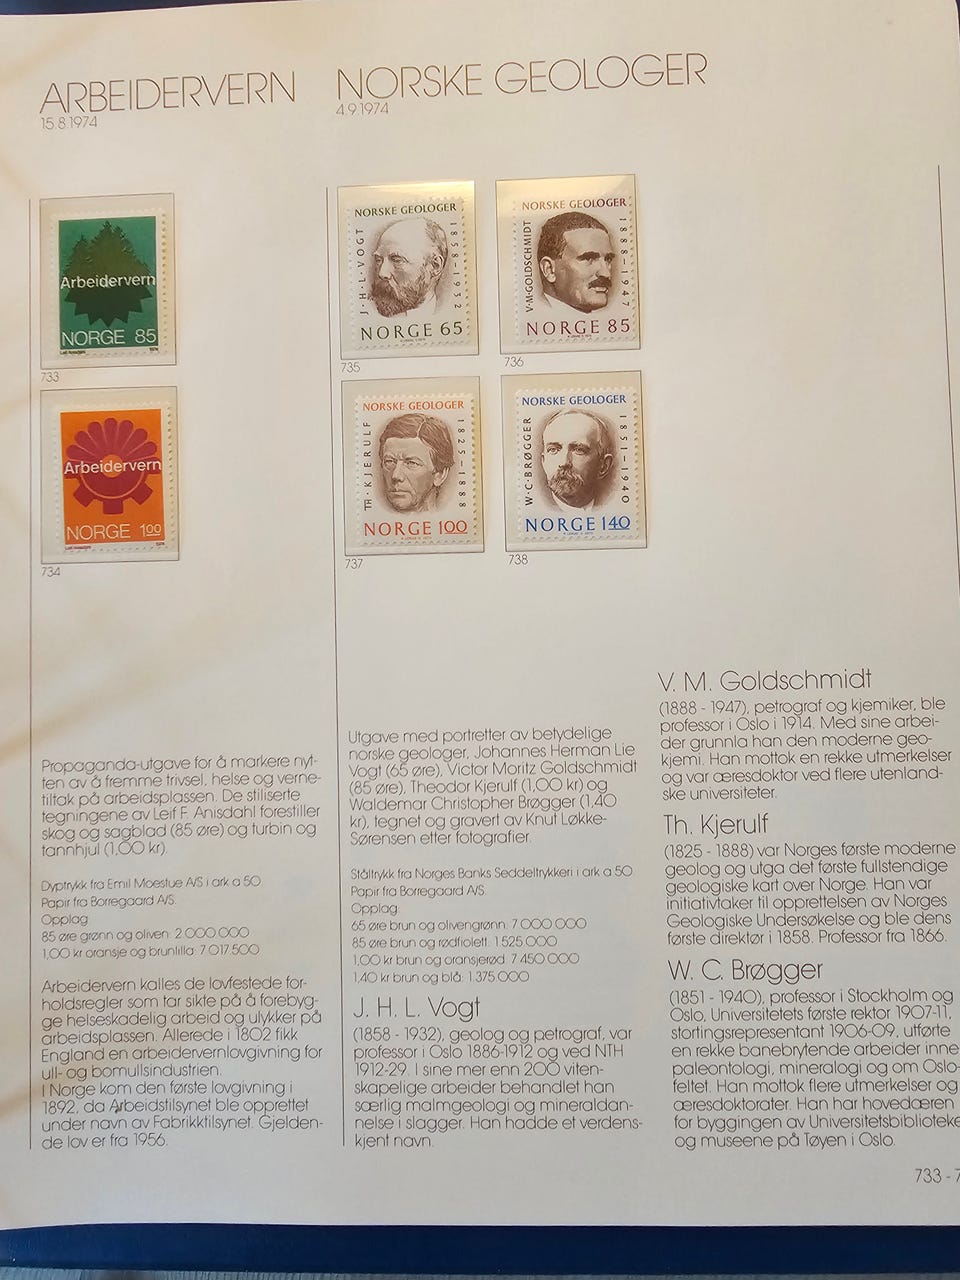 ARBEIDERVERN
15.8.1974
NORSKE GEOLOGER
4.9.1974
Arbeidervern
NORGE 85
733
Arbeidervern
NORGE 1.00
734
NORSKE GEOLOGER
J·H·L·VOGT
1858–1932
NORGE 65
735
NORSKE GEOLOGER
V·M·GOLDSCHMIDT
1888–1947
NORGE 85
736
NORSKE GEOLOGER
TH·KJERULF
1825–1888
NORGE 100
737
NORSKE GEOLOGER
W·C·BRØGGER
1851–1940
NORGE 140
738
Propaganda-utgave for å markere nyt-
ten av å fremme trivsel, helse og verne-
tiltak på arbeidsplassen. De stiliserte
tegningene av Leif F. Anisdahl forestiller
skog og sagblad (85 øre) og turbin og
tannhjul (1,00 kr).
Dyptrykk fra Emil Moestue A/S i ark a 50
Papir fra Borregaard A/S.
Opplag:
85 øre grønn og oliven: 2 000 000
1,00 kr oransje og brunlilla: 7 017 500
Arbeidervern kalles de lovfestede for-
holdsregler som tar sikte på å forebyg-
ge helseskadelig arbeid og ulykker på
arbeidsplassen. Allerede i 1802 fikk
England en arbeidervernlovgivning for
ull- og bomullsindustrien.
I Norge kom den første lovgivning i
1892, da Arbeidstilsynet ble opprettet
under navn av Fabrikktilsynet. Gjelden-
de lov er fra 1956.
Utgave med portretter av betydelige
norske geologer, Johannes Herman Lie
Vogt (65 øre), Victor Moritz Goldschmidt
(85 øre), Theodor Kjerulf (1,00 kr) og
Waldemar Christopher Brøgger (1,40
kr), tegnet og gravert av Knut Løkke-
Sørensen etter fotografier.
Ståltrykk fra Norges Banks Seddeltrykkeri i ark a 50
Papir fra Borregaard A/S.
Opplag:
65 øre brun og olivengrønn: 7 000 000
85 øre brun og rødfiolett: 1 525 000
1,00 kr brun og oransjerød: 7 450 000
1,40 kr brun og blå: 1 375 000
J. H. L. Vogt
(1858 - 1932), geolog og petrograf, var
professor i Oslo 1886-1912 og ved NTH
1912-29. I sine mer enn 200 viten-
skapelige arbeider behandlet han
særlig malmgeologi og mineraldan-
nelse i slagger. Han hadde et verdens-
kjent navn.
V. M. Goldschmidt
(1888 - 1947), petrograf og kjemiker, ble
professor i Oslo i 1914. Med sine arbei-
der grunnla han den moderne geo-
kjemi. Han mottok en rekke utmerkelser
og var æresdoktor ved flere utenland-
ske universiteter.
Th. Kjerulf
(1825 - 1888) var Norges første moderne
geolog og utga det første fullstendige
geologiske kart over Norge. Han var
initiativtaker til opprettelsen av Norges
Geologiske Undersøkelse og ble dens
første direktør i 1858. Professor fra 1866.
W. C. Brøgger
(1851 - 1940), professor i Stockholm og
Oslo, Universitetets første rektor 1907-11,
stortingsrepresentant 1906-09, utførte
en rekke banebrytende arbeider inne
paleontologi, mineralogi og om Oslo-
feltet. Han mottok flere utmerkelser og
æresdoktorater. Han har hovedæren
for byggingen av Universitetsbiblioteke
og museene på Tøyen i Oslo.
733 - 7